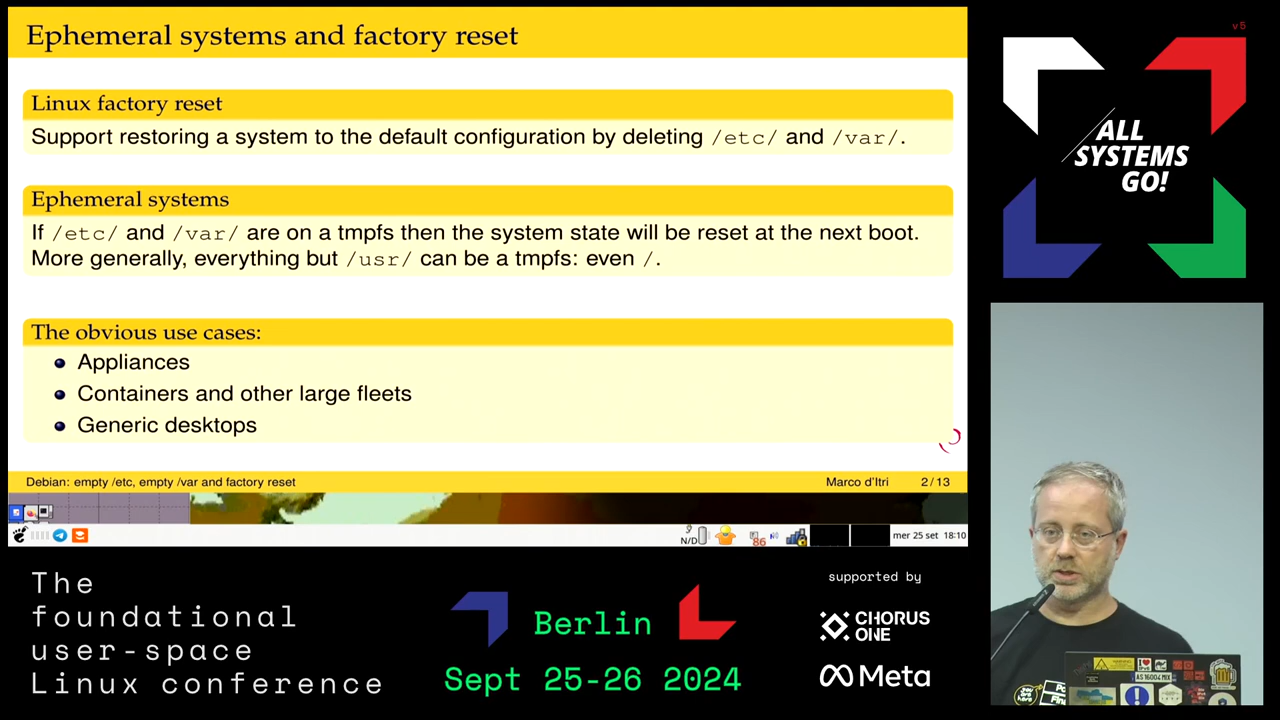 Ephemeral systems and factory reset
Linux factory reset
Support restoring a system to the default configuration by deleting /etc/ and /var/.
Ephemeral systems
If /etc/ and /var/ are on a tmpfs then the system state will be reset at the next boot.
More generally, everything but /usr/ can be a tmpfs: even /.
The obvious use cases:
Appliances
Containers and other large fleets
Generic desktops
Debian: empty /etc, empty /var and factory reset
Marco d'Itri
2/13
N/D
86
mer 25 set 18:10
v5
ALL
SYSTEMS
GO!
The
foundational
user-space
Linux conference
Berlin
Sept 25-26 2024
supported by
CHORUS
ONE
Meta
AS16004 MIX